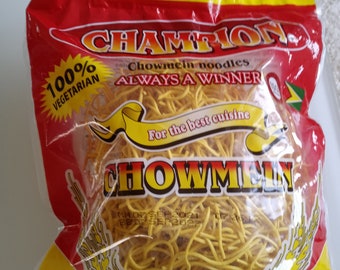 CHAMPION
Chowmein noodles
ALWAYS A WINNER
100%
VEGETARIAN
For the best cuisine
CHOWMEIN